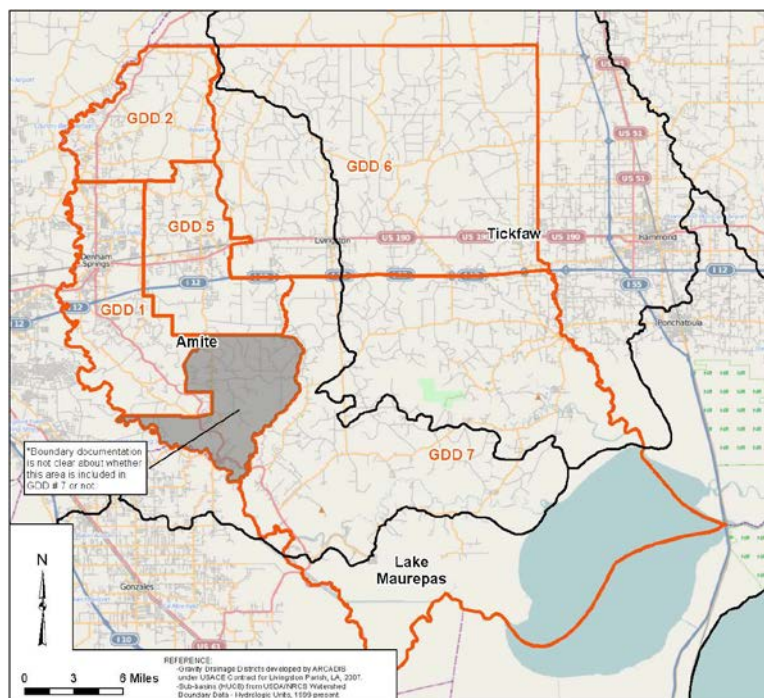 US 51
US 51
US 51
GDD 2
GDD 6
GDD 5
Livingston
US 190
US 190
US 190
Tickfaw
Hammond
Denham
Springs
I 12
I 12
I 55
12
GDD 1
12
Ponchatoula
Amite
*Boundary documentation
is not clear about whether
this area is included in
GDD # 7 or not.
GDD 7
Lake
Maurepas
N
Gonzales
I 10
US 61
0 3 6 Miles
REFERENCE:
-Gravity Drainage Districts developed by ARCADIS
under USACE Contract for Livingston Parish, LA, 2007.
-Sub-basins (HUC8) from USDA/NRCS Watershed
Boundary Data - Hydrologic Units, 1999-present